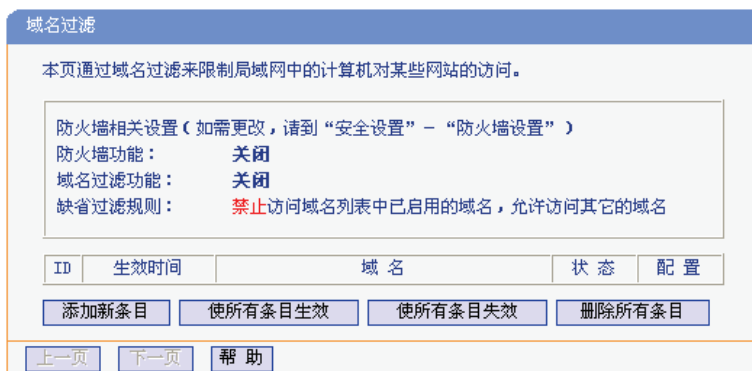 域名过滤
本页通过域名过滤来限制局域网中的计算机对某些网站的访问。
防火墙相关设置(如需更改,请到“安全设置”-“防火墙设置”)
防火墙功能: 关闭
域名过滤功能: 关闭
缺省过滤规则: 禁止访问域名列表中已启用的域名,允许访问其它的域名
ID 生效时间 域 名 状 态 配 置
添加新条目 使所有条目生效 使所有条目失效 删除所有条目
上一页 下一页 帮 助